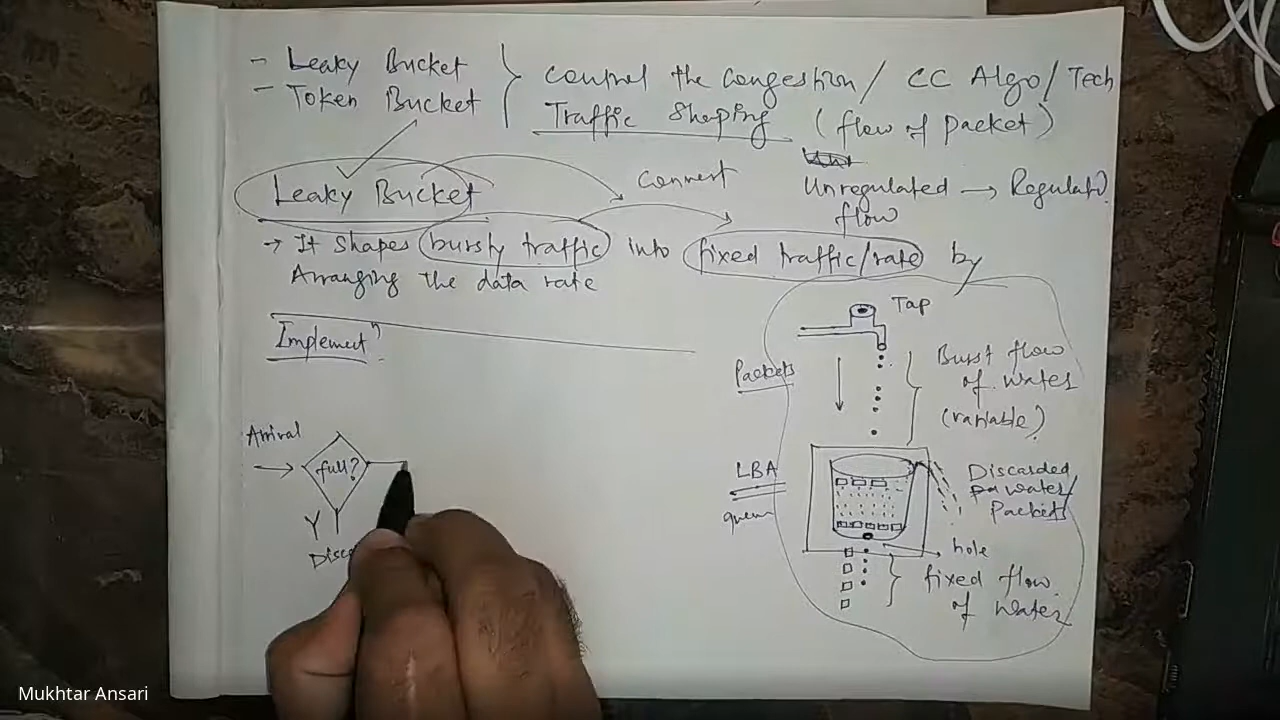 - Leaky Bucket
- Token Bucket
Control the Congestion / CC Algo / Tech
Traffic Shaping (flow of packet)
Leaky Bucket
Convert
Unregulated → Regulatd
flow
→ It shapes bursty traffic into fixed traffic/rate by
Arranging the data rate
Implementn
Arrival
full?
Y
Tap
Packets
Burst flow
of water
(variable)
LBA
queue
Discarded
water/
Packets
hole
fixed flow
of water
Mukhtar Ansari